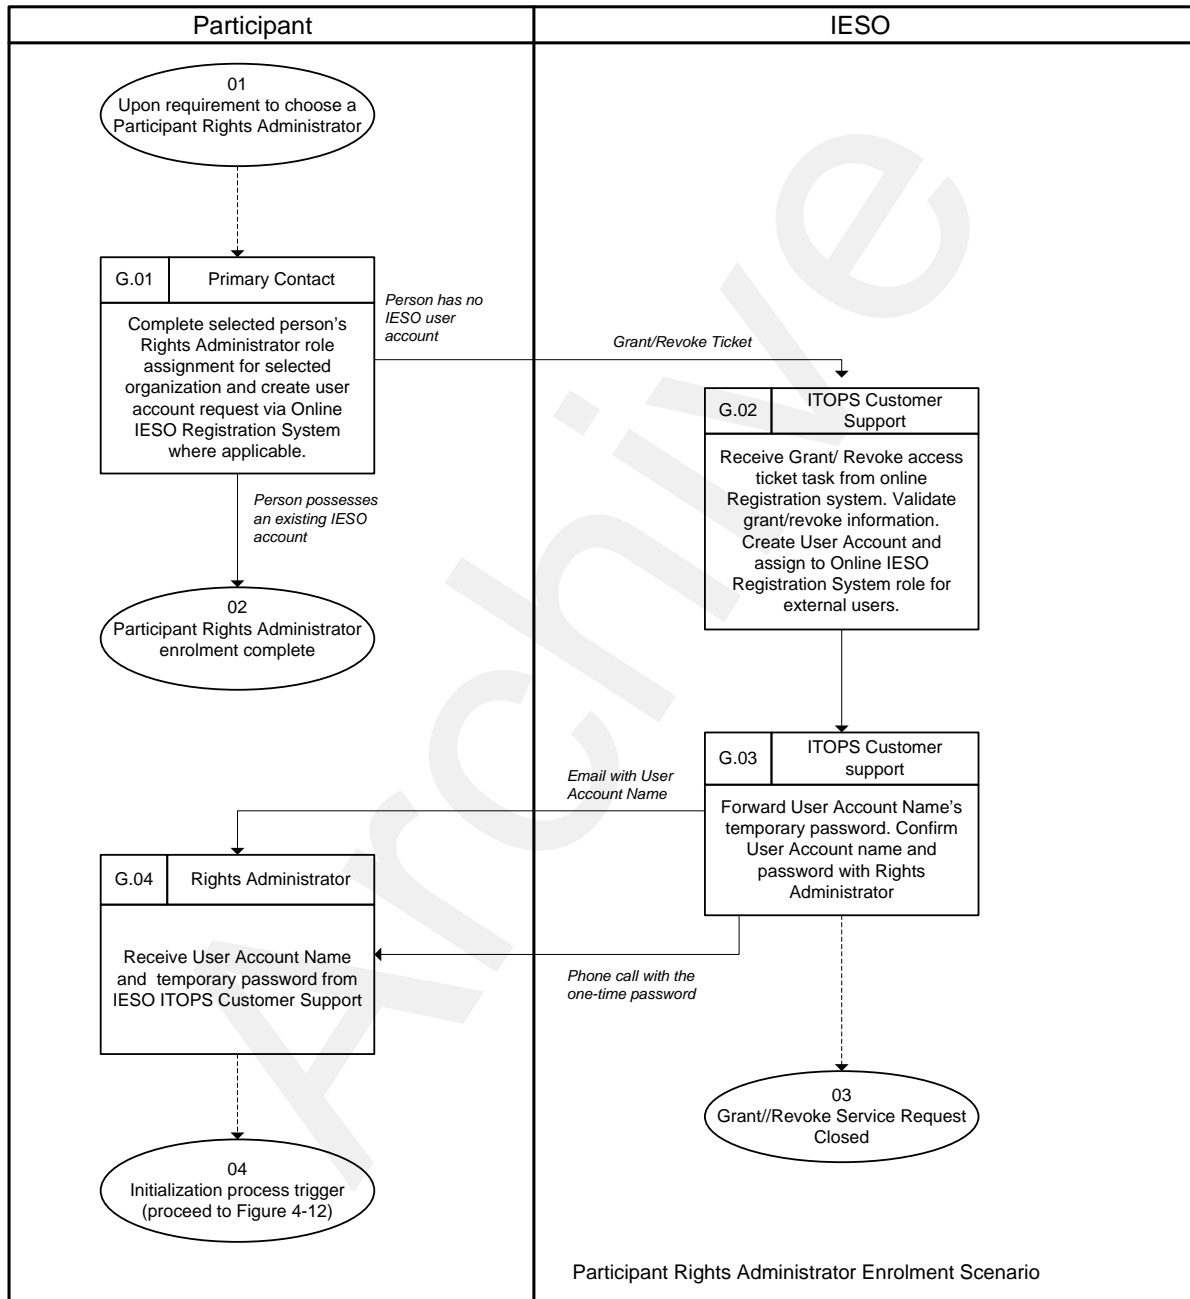 Participant
IESO
01
Upon requirement to choose a
Participant Rights Administrator
G.01
Primary Contact
Complete selected person's
Rights Administrator role
assignment for selected
organization and create user
account request via Online
IESO Registration System
where applicable.
Person has no
IESO user
account
Grant/Revoke Ticket
G.02
ITOPS Customer
Support
Receive Grant/ Revoke access
ticket task from online
Registration system. Validate
grant/revoke information.
Create User Account and
assign to Online IESO
Registration System role for
external users.
Person possesses
an existing IESO
account
02
Participant Rights Administrator
enrolment complete
G.03
ITOPS Customer
support
Forward User Account Name's
temporary password. Confirm
User Account name and
password with Rights
Administrator
Email with User
Account Name
G.04
Rights Administrator
Receive User Account Name
and temporary password from
IESO ITOPS Customer Support
Phone call with the
one-time password
03
Grant//Revoke Service Request
Closed
04
Initialization process trigger
(proceed to Figure 4-12)
Participant Rights Administrator Enrolment Scenario
Archive